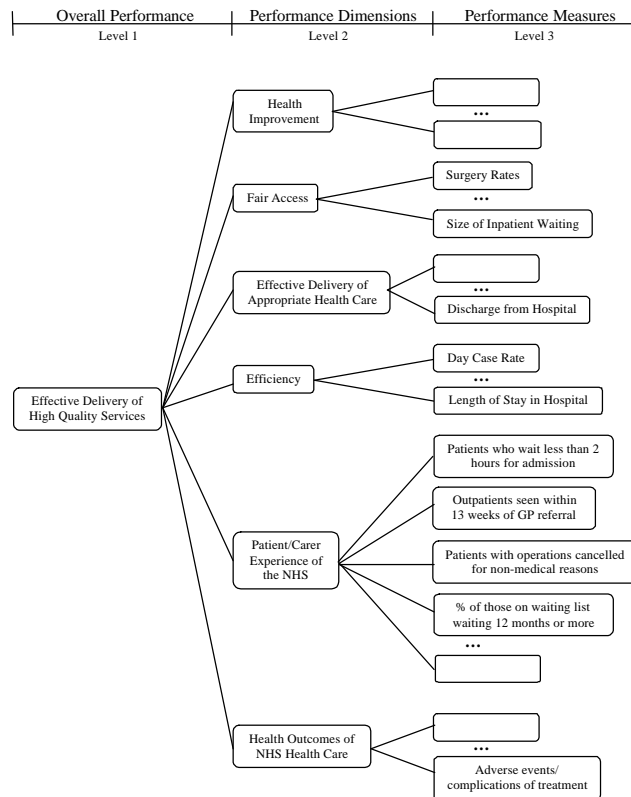 Overall Performance
Performance Dimensions
Performance Measures
Level 1
Level 2
Level 3
Health
Improvement
...
Fair Access
Surgery Rates
...
Size of Inpatient Waiting
Effective Delivery of
Appropriate Health Care
...
Discharge from Hospital
Efficiency
Day Case Rate
...
Length of Stay in Hospital
Effective Delivery of
High Quality Services
Patient/Carer
Experience of
the NHS
Patients who wait less than 2
hours for admission
Outpatients seen within
13 weeks of GP referral
Patients with operations cancelled
for non-medical reasons
% of those on waiting list
waiting 12 months or more
...
Health Outcomes of
NHS Health Care
...
Adverse events/
complications of treatment